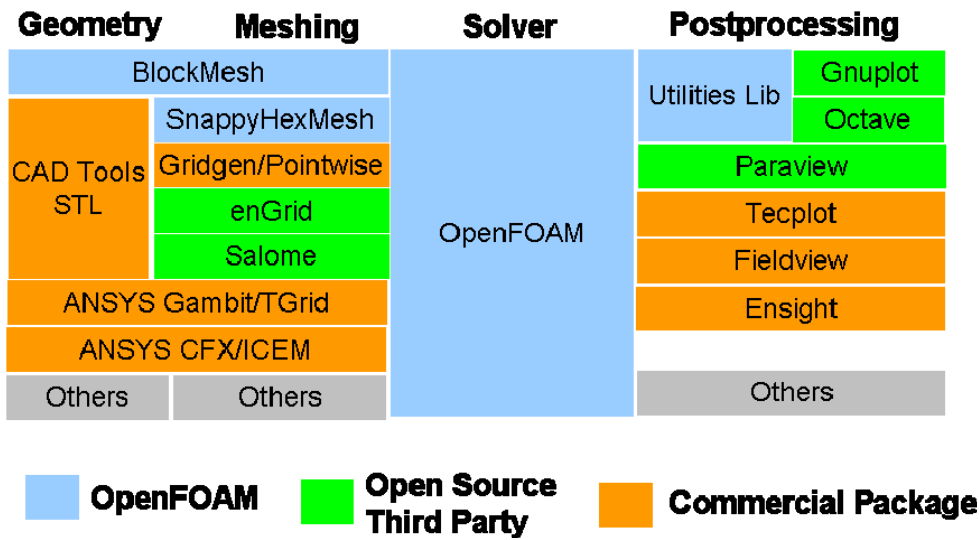 Geometry Meshing Solver Postprocessing
BlockMesh
CAD Tools
STL
SnappyHexMesh
Gridgen/Pointwise
enGrid
Salome
ANSYS Gambit/TGrid
ANSYS CFX/ICEM
Others
Others
OpenFOAM
Utilities Lib
Gnuplot
Octave
Paraview
Tecplot
Fieldview
Ensight
Others
OpenFOAM
Open Source
Third Party
Commercial Package